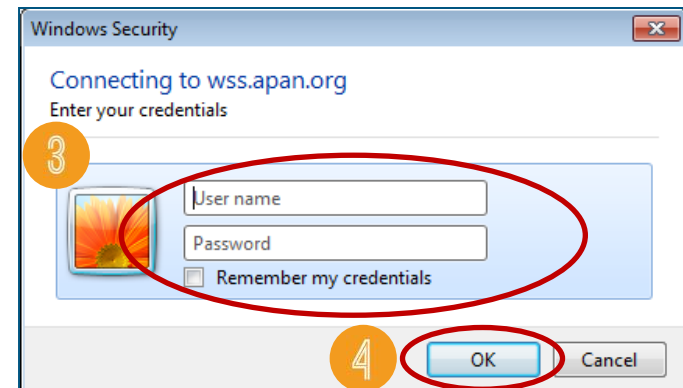 Windows Security
Connecting to wss.apan.org
Enter your credentials
3
User name
Password
Remember my credentials
4
OK
Cancel